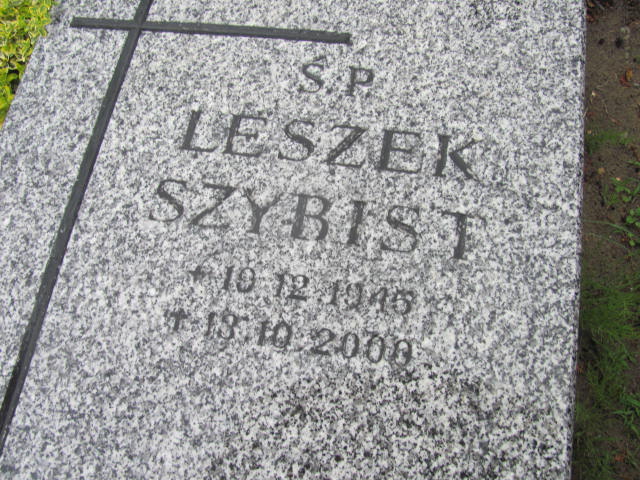 Ś.P.
LESZEK
SZYBIST
* 10.12.1945
† 13.10.2000